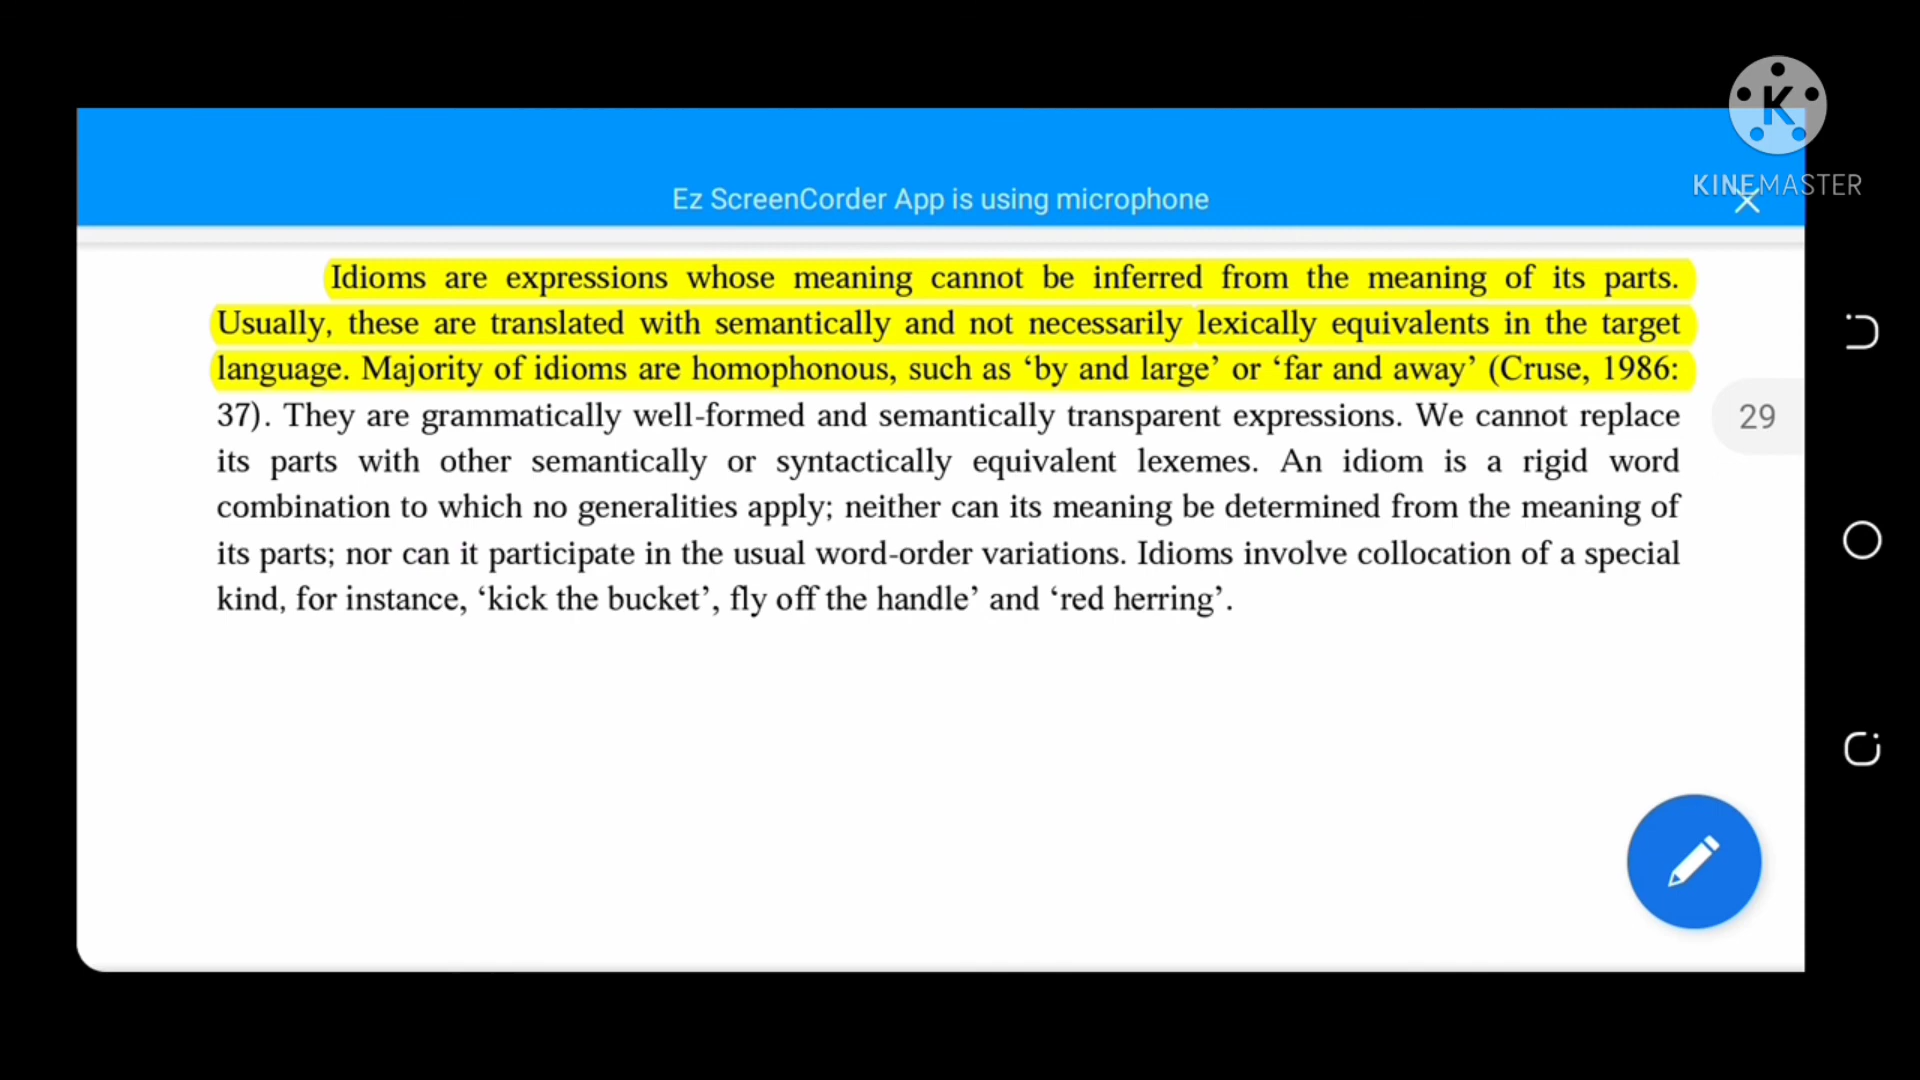 KINEMASTER
Ez ScreenCorder App is using microphone
Idioms are expressions whose meaning cannot be inferred from the meaning of its parts.
Usually, these are translated with semantically and not necessarily lexically equivalents in the target
language. Majority of idioms are homophonous, such as ‘by and large’ or ‘far and away’ (Cruse, 1986:
37). They are grammatically well-formed and semantically transparent expressions. We cannot replace
29
its parts with other semantically or syntactically equivalent lexemes. An idiom is a rigid word
combination to which no generalities apply; neither can its meaning be determined from the meaning of
its parts; nor can it participate in the usual word-order variations. Idioms involve collocation of a special
kind, for instance, ‘kick the bucket’, fly off the handle’ and ‘red herring’.